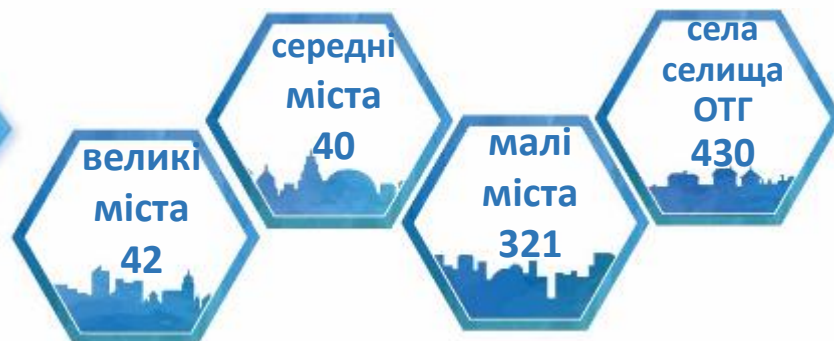 великі
міста
42
середні
міста
40
малі
міста
321
села
селища
ОТГ
430